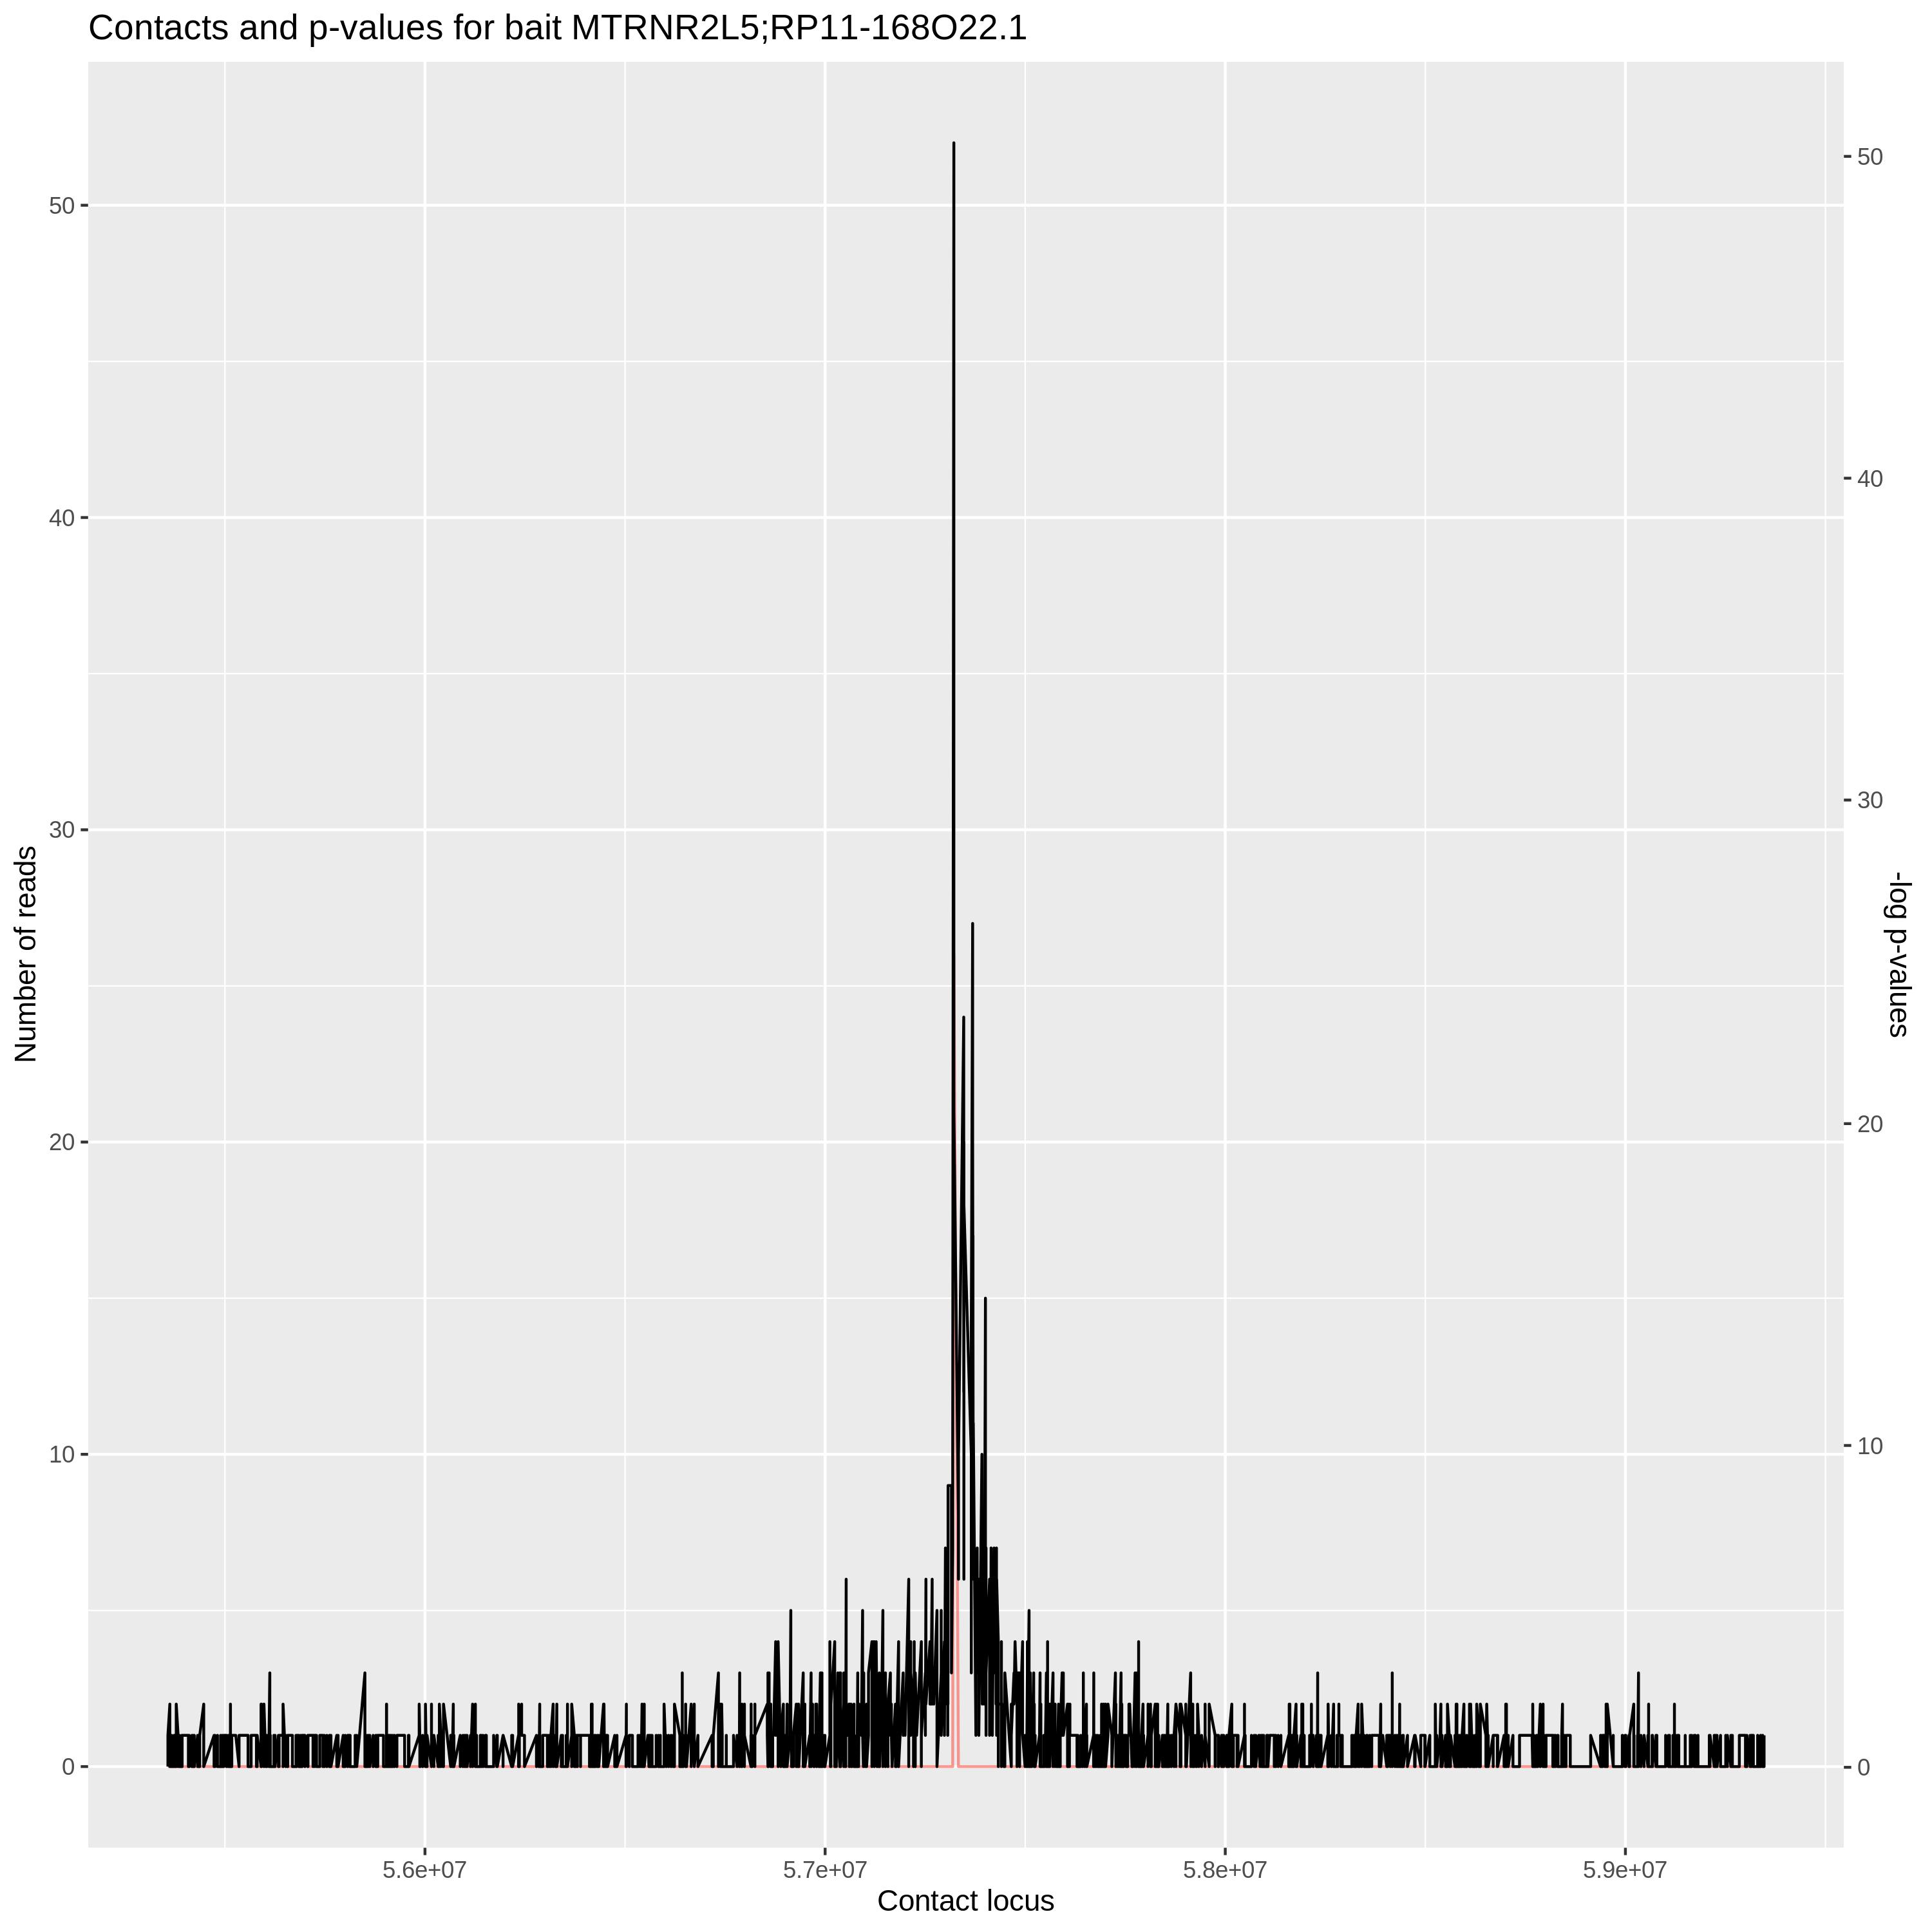 Contacts and p-values for bait MTRNR2L5;RP11-168O22.1
50
40
30
20
10
0
Number of reads
50
40
30
20
10
0
-log p-values
5.6e+07
5.7e+07
5.8e+07
5.9e+07
Contact locus